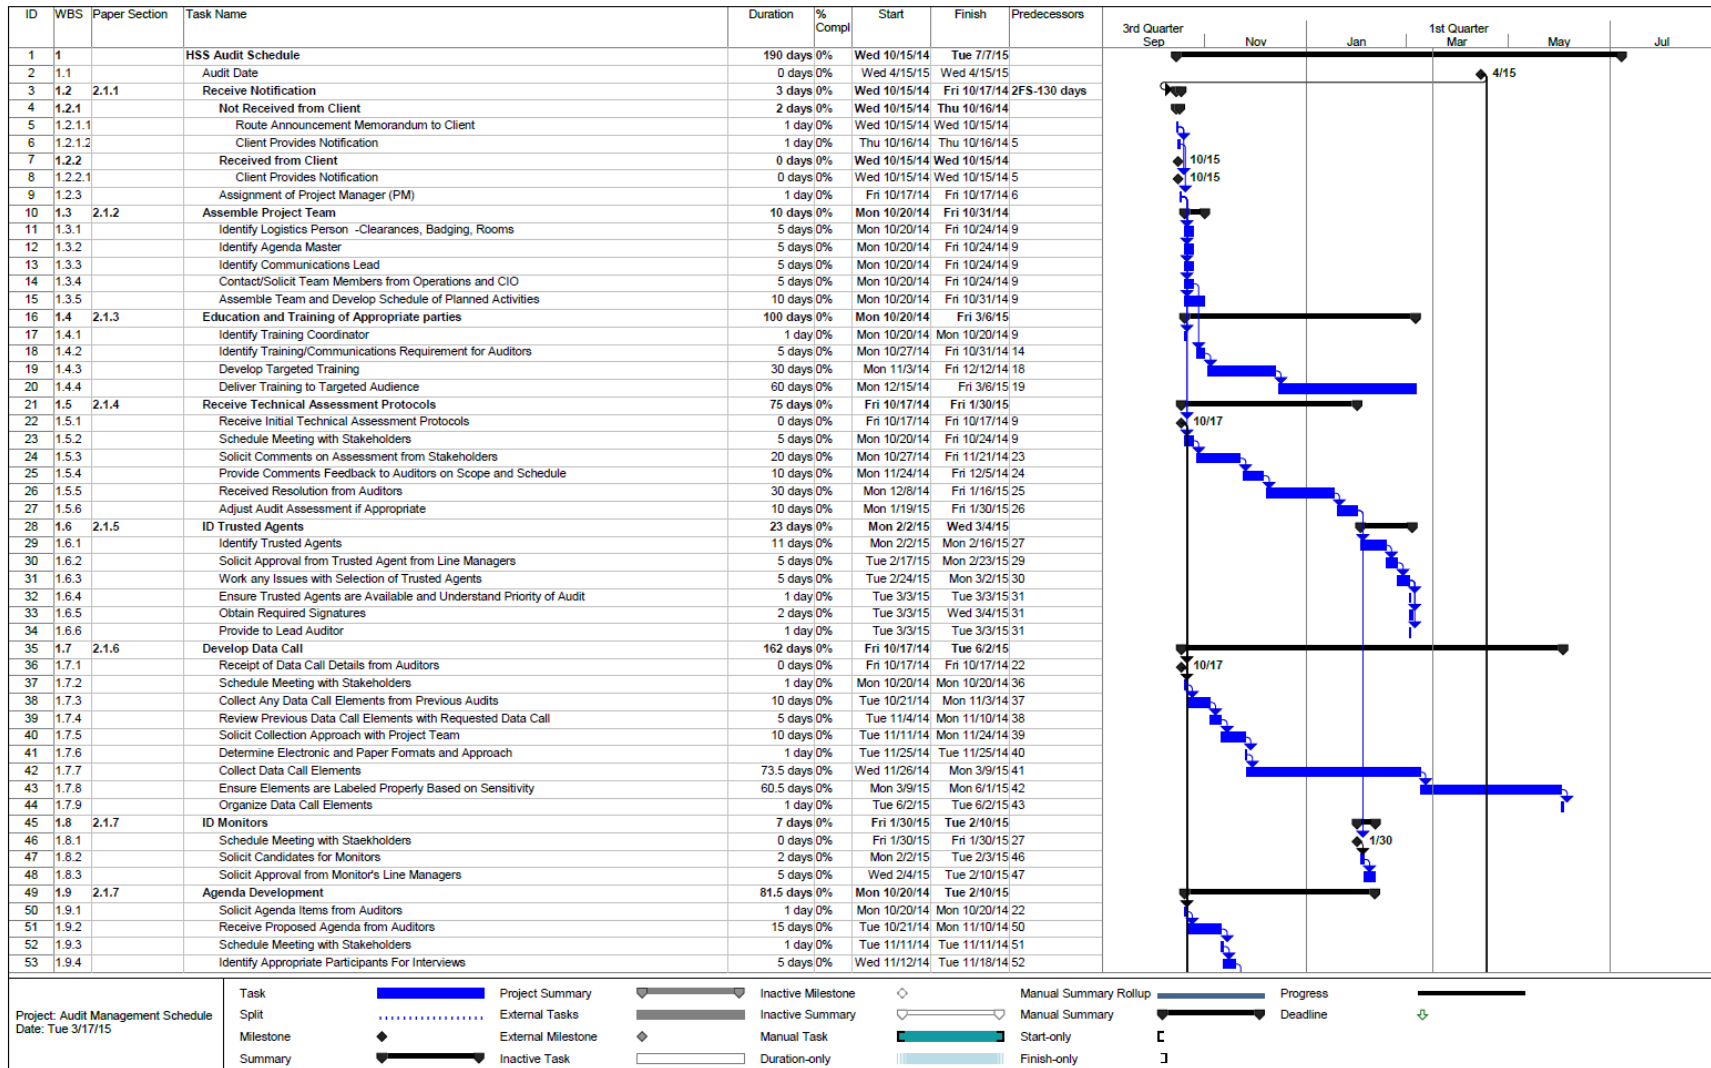 ID WBS Paper Section Task Name Duration % Compl Start Finish Predecessors
3rd Quarter 1st Quarter
Sep Nov Jan Mar May Jul
1 1 HSS Audit Schedule 190 days 0% Wed 10/15/14 Tue 7/7/15
2 1.1 Audit Date 0 days 0% Wed 4/15/15 Wed 4/15/15 4/15
3 1.2 2.1.1 Receive Notification 3 days 0% Wed 10/15/14 Fri 10/17/14 2FS-130 days
4 1.2.1 Not Received from Client 2 days 0% Wed 10/15/14 Thu 10/16/14
5 1.2.1.1 Route Announcement Memorandum to Client 1 day 0% Wed 10/15/14 Wed 10/15/14
6 1.2.1.2 Client Provides Notification 1 day 0% Thu 10/16/14 Thu 10/16/14 5
7 1.2.2 Received from Client 0 days 0% Wed 10/15/14 Wed 10/15/14 10/15
8 1.2.2.1 Client Provides Notification 0 days 0% Wed 10/15/14 Wed 10/15/14 5 10/15
9 1.2.3 Assignment of Project Manager (PM) 1 day 0% Fri 10/17/14 Fri 10/17/14 6
10 1.3 2.1.2 Assemble Project Team 10 days 0% Mon 10/20/14 Fri 10/31/14
11 1.3.1 Identify Logistics Person -Clearances, Badging, Rooms 5 days 0% Mon 10/20/14 Fri 10/24/14 9
12 1.3.2 Identify Agenda Master 5 days 0% Mon 10/20/14 Fri 10/24/14 9
13 1.3.3 Identify Communications Lead 5 days 0% Mon 10/20/14 Fri 10/24/14 9
14 1.3.4 Contact/Solicit Team Members from Operations and CIO 5 days 0% Mon 10/20/14 Fri 10/24/14 9
15 1.3.5 Assemble Team and Develop Schedule of Planned Activities 10 days 0% Mon 10/20/14 Fri 10/31/14 9
16 1.4 2.1.3 Education and Training of Appropriate parties 100 days 0% Mon 10/20/14 Fri 3/6/15
17 1.4.1 Identify Training Coordinator 1 day 0% Mon 10/20/14 Mon 10/20/14 9
18 1.4.2 Identify Training/Communications Requirement for Auditors 5 days 0% Mon 10/27/14 Fri 10/31/14 14
19 1.4.3 Develop Targeted Training 30 days 0% Mon 11/3/14 Fri 12/12/14 18
20 1.4.4 Deliver Training to Targeted Audience 60 days 0% Mon 12/15/14 Fri 3/6/15 19
21 1.5 2.1.4 Receive Technical Assessment Protocols 75 days 0% Fri 10/17/14 Fri 1/30/15
22 1.5.1 Receive Initial Technical Assessment Protocols 0 days 0% Fri 10/17/14 Fri 10/17/14 9 10/17
23 1.5.2 Schedule Meeting with Stakeholders 5 days 0% Mon 10/20/14 Fri 10/24/14 9
24 1.5.3 Solicit Comments on Assessment from Stakeholders 20 days 0% Mon 10/27/14 Fri 11/21/14 23
25 1.5.4 Provide Comments Feedback to Auditors on Scope and Schedule 10 days 0% Mon 11/24/14 Fri 12/5/14 24
26 1.5.5 Received Resolution from Auditors 30 days 0% Mon 12/8/14 Fri 1/16/15 25
27 1.5.6 Adjust Audit Assessment if Appropriate 10 days 0% Mon 1/19/15 Fri 1/30/15 26
28 1.6 2.1.5 ID Trusted Agents 23 days 0% Mon 2/2/15 Wed 3/4/15
29 1.6.1 Identify Trusted Agents 11 days 0% Mon 2/2/15 Mon 2/16/15 27
30 1.6.2 Solicit Approval from Trusted Agent from Line Managers 5 days 0% Tue 2/17/15 Mon 2/23/15 29
31 1.6.3 Work any Issues with Selection of Trusted Agents 5 days 0% Tue 2/24/15 Mon 3/2/15 30
32 1.6.4 Ensure Trusted Agents are Available and Understand Priority of Audit 1 day 0% Tue 3/3/15 Tue 3/3/15 31
33 1.6.5 Obtain Required Signatures 2 days 0% Tue 3/3/15 Wed 3/4/15 31
34 1.6.6 Provide to Lead Auditor 1 day 0% Tue 3/3/15 Tue 3/3/15 31
35 1.7 2.1.6 Develop Data Call 162 days 0% Fri 10/17/14 Tue 6/2/15
36 1.7.1 Receipt of Data Call Details from Auditors 0 days 0% Fri 10/17/14 Fri 10/17/14 22 10/17
37 1.7.2 Schedule Meeting with Stakeholders 1 day 0% Mon 10/20/14 Mon 10/20/14 36
38 1.7.3 Collect Any Data Call Elements from Previous Audits 10 days 0% Tue 10/21/14 Mon 11/3/14 37
39 1.7.4 Review Previous Data Call Elements with Requested Data Call 5 days 0% Tue 11/4/14 Mon 11/10/14 38
40 1.7.5 Solicit Collection Approach with Project Team 10 days 0% Tue 11/11/14 Mon 11/24/14 39
41 1.7.6 Determine Electronic and Paper Formats and Approach 1 day 0% Tue 11/25/14 Tue 11/25/14 40
42 1.7.7 Collect Data Call Elements 73.5 days 0% Wed 11/26/14 Mon 3/9/15 41
43 1.7.8 Ensure Elements are Labeled Properly Based on Sensitivity 60.5 days 0% Mon 3/9/15 Mon 6/1/15 42
44 1.7.9 Organize Data Call Elements 1 day 0% Tue 6/2/15 Tue 6/2/15 43
45 1.8 2.1.7 ID Monitors 7 days 0% Fri 1/30/15 Tue 2/10/15
46 1.8.1 Schedule Meeting with Staekholders 0 days 0% Fri 1/30/15 Fri 1/30/15 27 1/30
47 1.8.2 Solicit Candidates for Monitors 2 days 0% Mon 2/2/15 Tue 2/3/15 46
48 1.8.3 Solicit Approval from Monitor's Line Managers 5 days 0% Wed 2/4/15 Tue 2/10/15 47
49 1.9 2.1.7 Agenda Development 81.5 days 0% Mon 10/20/14 Tue 2/10/15
50 1.9.1 Solicit Agenda Items from Auditors 1 day 0% Mon 10/20/14 Mon 10/20/14 22
51 1.9.2 Receive Proposed Agenda from Auditors 15 days 0% Tue 10/21/14 Mon 11/10/14 50
52 1.9.3 Schedule Meeting with Stakeholders 1 day 0% Tue 11/11/14 Tue 11/11/14 51
53 1.9.4 Identify Appropriate Participants For Interviews 5 days 0% Wed 11/12/14 Tue 11/18/14 52
Project: Audit Management Schedule
Date: Tue 3/17/15
Task Project Summary Inactive Milestone Manual Summary Rollup Progress
Split External Tasks Inactive Summary Manual Summary Deadline
Milestone External Milestone Manual Task Start-only
Summary Inactive Task Duration-only Finish-only